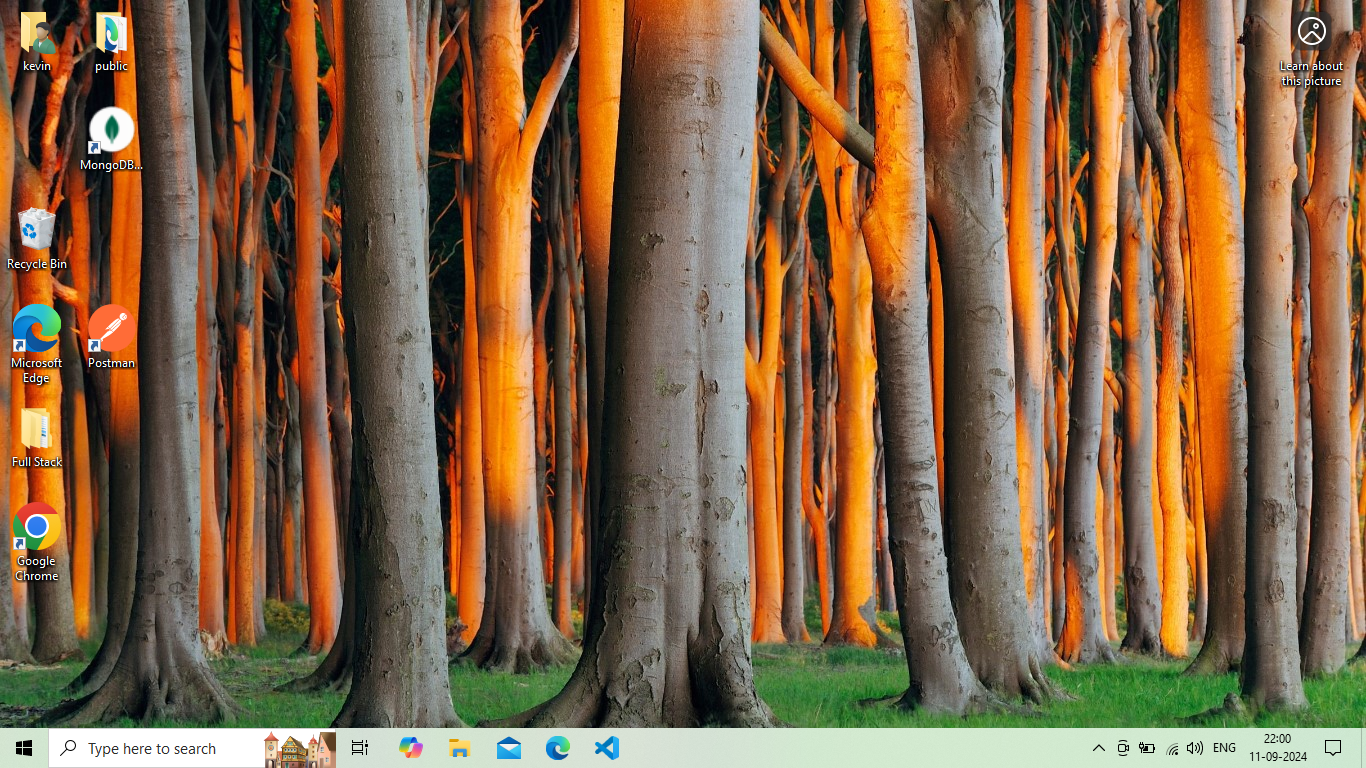 kevin
public
MongoDB...
Recycle Bin
Microsoft
Edge
Postman
Full Stack
Google
Chrome
Learn about
this picture
Type here to search
ENG
22:00
11-09-2024